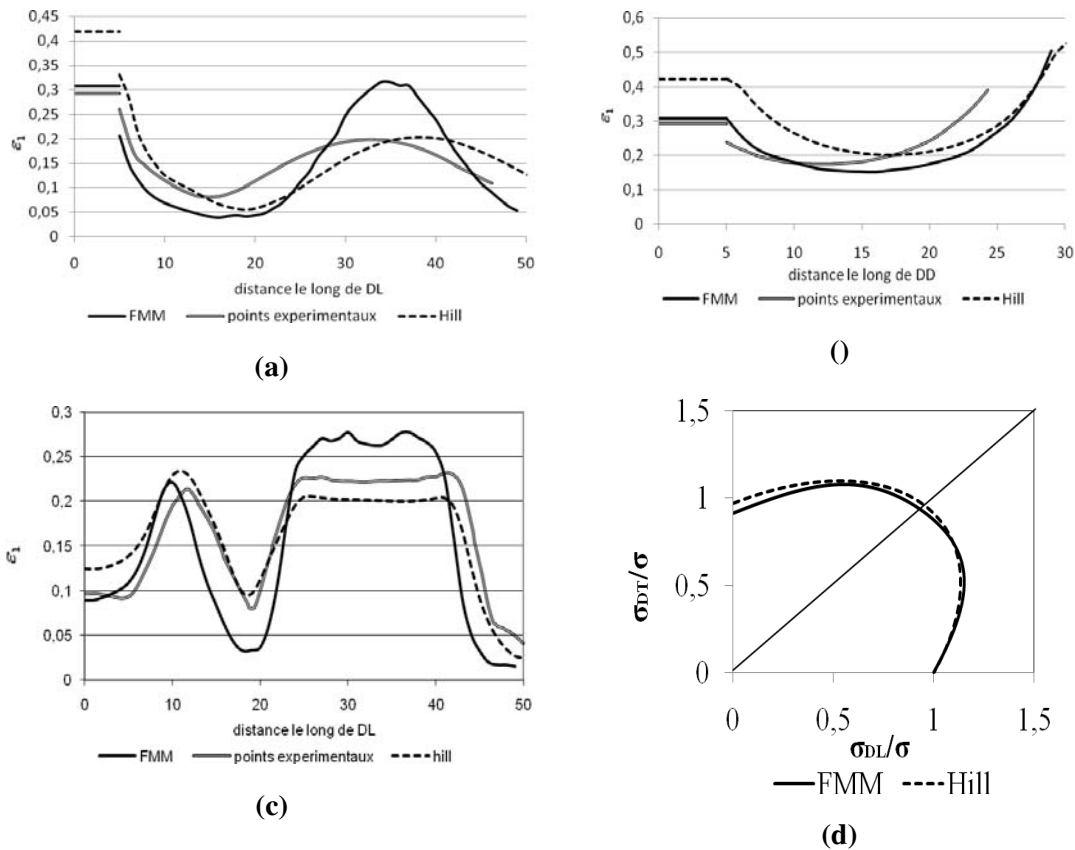 0,45
0,4
0,35
0,3
0,25
0,2
0,15
0,1
0,05
0
ε1
0 10 20 30 40 50
distance le long de DL
FMM points experimentaux Hill
(a)
0,6
0,5
0,4
0,3
0,2
0,1
0
ε1
0 5 10 15 20 25 30
distance le long de DD
FMM points experimentaux Hill
()
0,3
0,25
0,2
0,15
0,1
0,05
0
ε1
0 10 20 30 40 50
distance le long de DL
FMM points experimentaux hill
(c)
1,5
1
0,5
0
σDT/σ
0 0,5 1 1,5
σDL/σ
FMM Hill
(d)